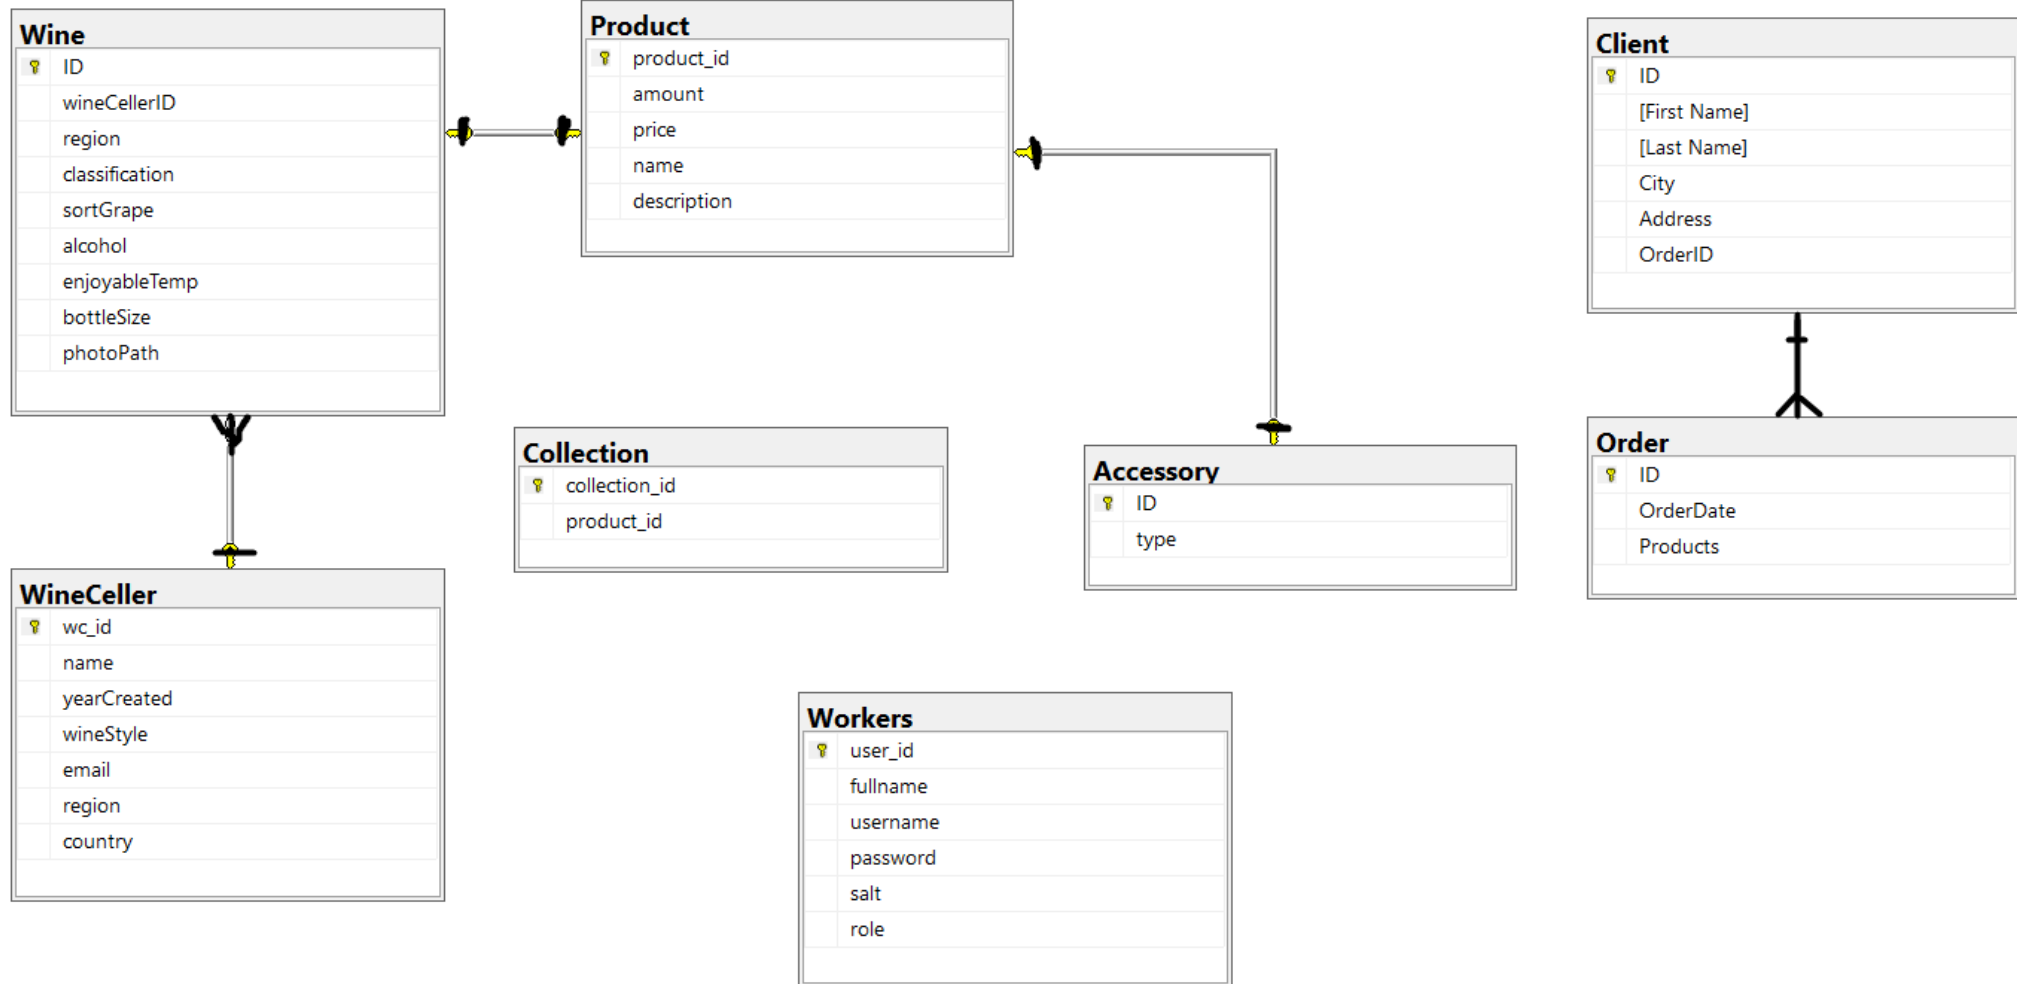 Wine
ID
wineCellerID
region
classification
sortGrape
alcohol
enjoyableTemp
bottleSize
photoPath
Product
product_id
amount
price
name
description
Client
ID
[First Name]
[Last Name]
City
Address
OrderID
Collection
collection_id
product_id
Accessory
ID
type
Order
ID
OrderDate
Products
WineCeller
wc_id
name
yearCreated
wineStyle
email
region
country
Workers
user_id
fullname
username
password
salt
role